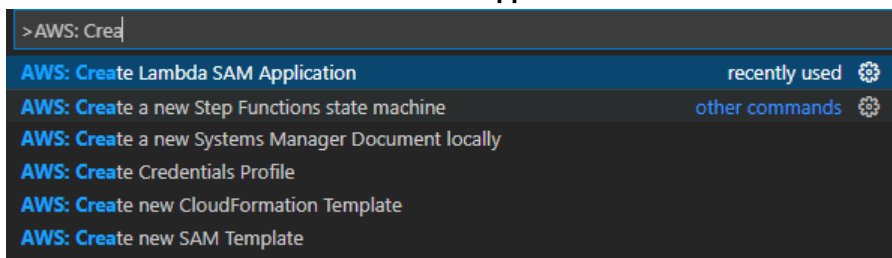 >AWS: Crea
AWS: Create Lambda SAM Application recently used
AWS: Create a new Step Functions state machine other commands
AWS: Create a new Systems Manager Document locally
AWS: Create Credentials Profile
AWS: Create new CloudFormation Template
AWS: Create new SAM Template